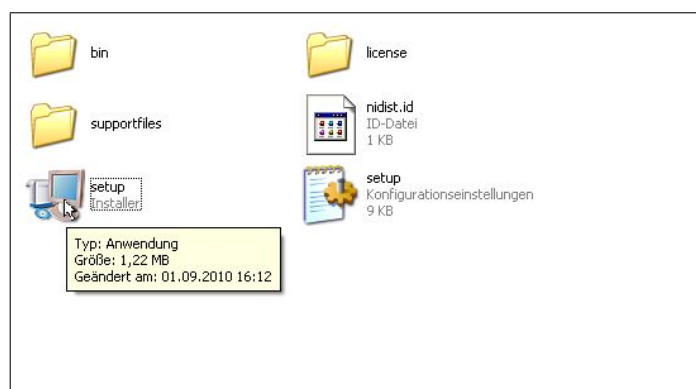 bin
license
supportfiles
nidist.id
ID-Datei
1 KB
setup
Installer
setup
Konfigurationseinstellungen
9 KB
Typ: Anwendung
Größe: 1,22 MB
Geändert am: 01.09.2010 16:12